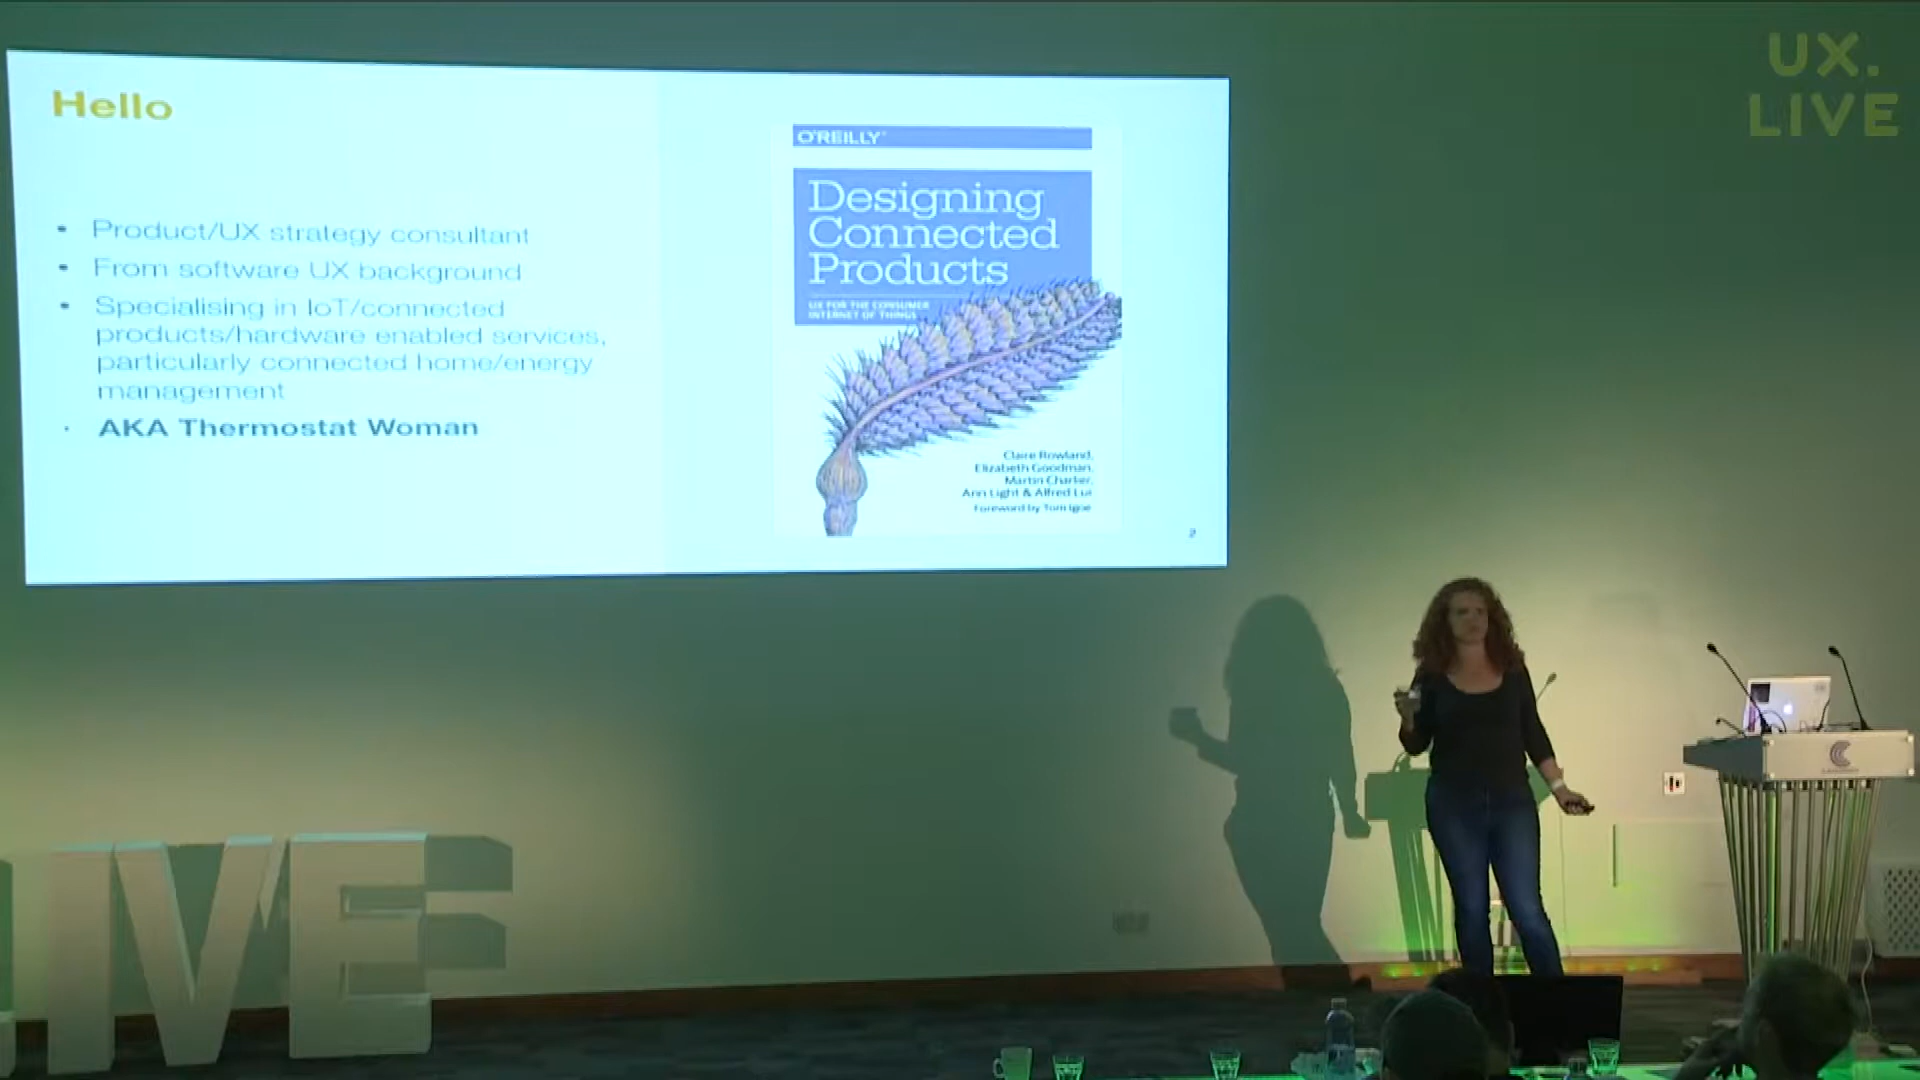 UX.
LIVE
Hello
• Product/UX strategy consultant
• From software UX background
• Specialising in IoT/connected
products/hardware enabled services,
particularly connected home/energy
management
• AKA Thermostat Woman
O'REILLY®
Designing
Connected
Products
UX FOR THE CONSUMER
INTERNET OF THINGS
Claire Rowland,
Elizabeth Goodman,
Martin Charlier,
Ann Light & Alfred Lui
Foreword by Tom Igoe
2
IVE